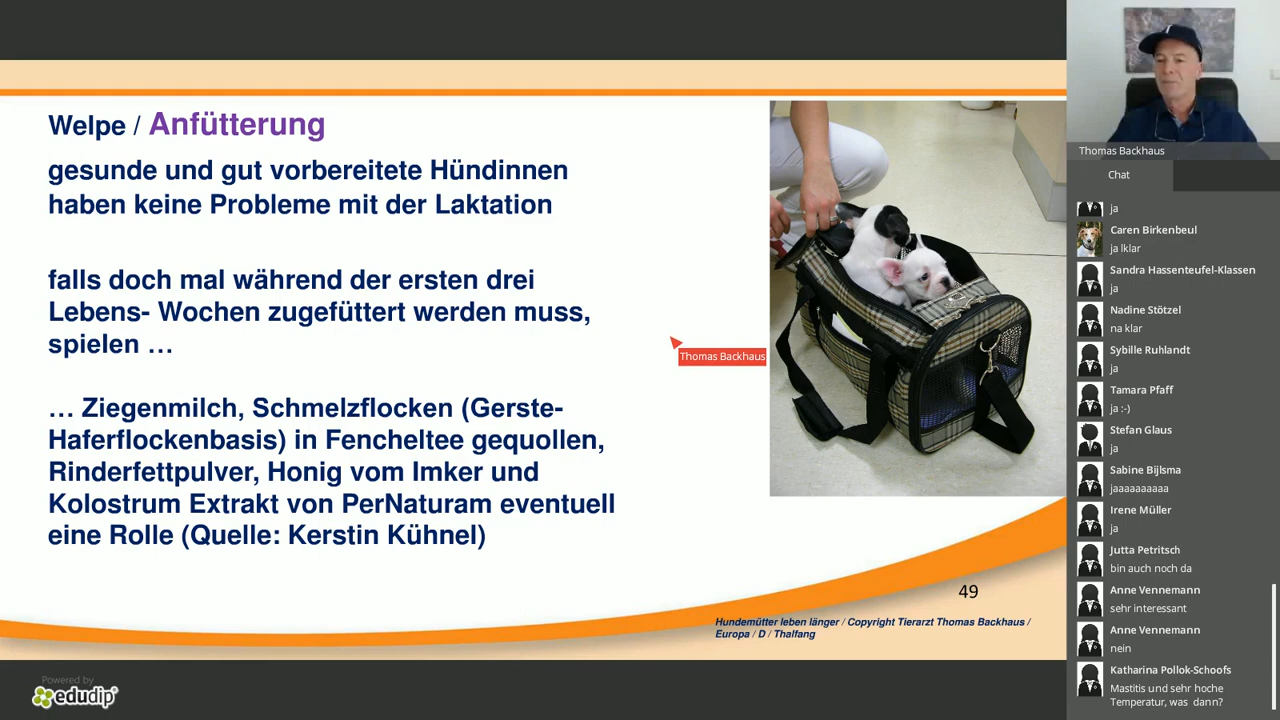 Welpe / Anfütterung
gesunde und gut vorbereitete Hündinnen
haben keine Probleme mit der Laktation
falls doch mal während der ersten drei
Lebens- Wochen zugefüttert werden muss,
spielen …
… Ziegenmilch, Schmelzflocken (Gerste-
Haferflockenbasis) in Fencheltee gequollen,
Rinderfettpulver, Honig vom Imker und
Kolostrum Extrakt von PerNaturam eventuell
eine Rolle (Quelle: Kerstin Kühnel)
Thomas Backhaus
49
Hundemütter leben länger / Copyright Tierarzt Thomas Backhaus /
Europa / D / Thalfang
Powered by
edudip
Thomas Backhaus
Chat
ja
Caren Birkenbeul
ja lklar
Sandra Hassenteufel-Klassen
ja
Nadine Stötzel
na klar
Sybille Ruhlandt
ja
Tamara Pfaff
ja :-)
Stefan Glaus
ja
Sabine Bijlsma
jaaaaaaaaaa
Irene Müller
ja
Jutta Petritsch
bin auch noch da
Anne Vennemann
sehr interessant
Anne Vennemann
nein
Katharina Pollok-Schoofs
Mastitis und sehr hoche
Temperatur, was  dann?